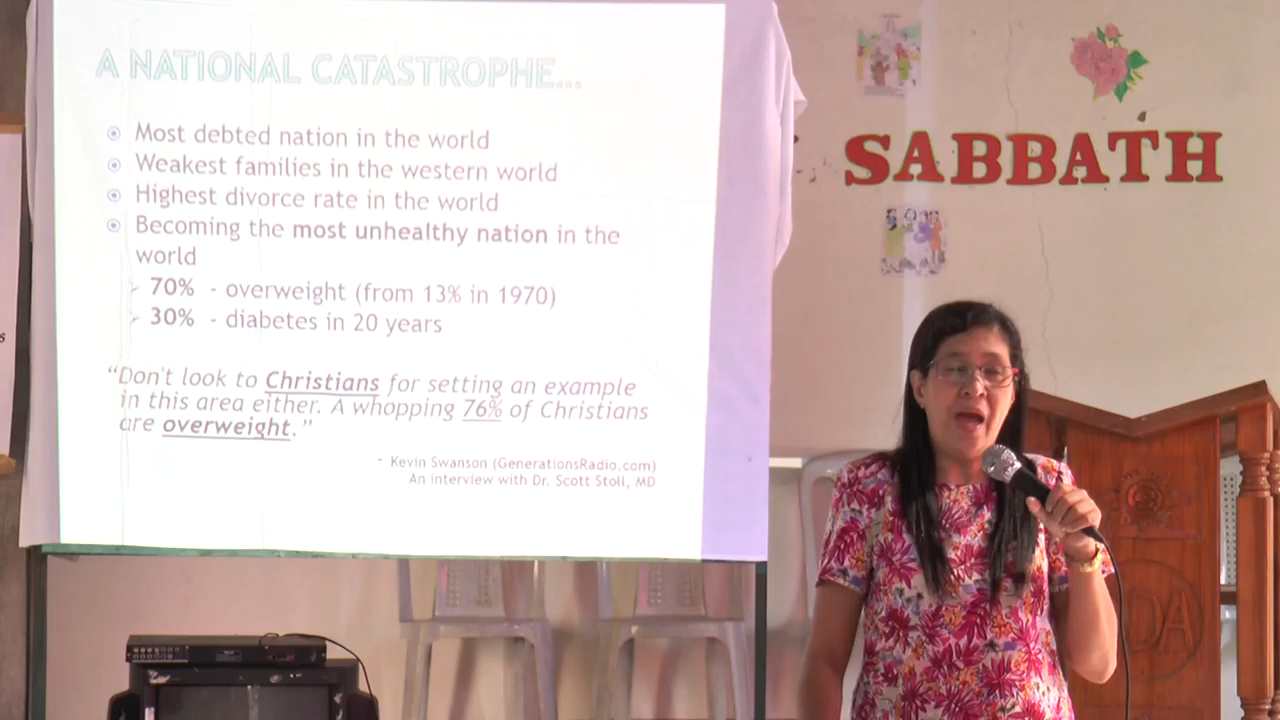 A NATIONAL CATASTROPHE...
Most debted nation in the world
Weakest families in the western world
Highest divorce rate in the world
Becoming the most unhealthy nation in the
world
70% - overweight (from 13% in 1970)
30% - diabetes in 20 years
“Don't look to Christians for setting an example
in this area either. A whopping 76% of Christians
are overweight.”
- Kevin Swanson (GenerationsRadio.com)
An interview with Dr. Scott Stoll, MD
SABBATH
s
DA